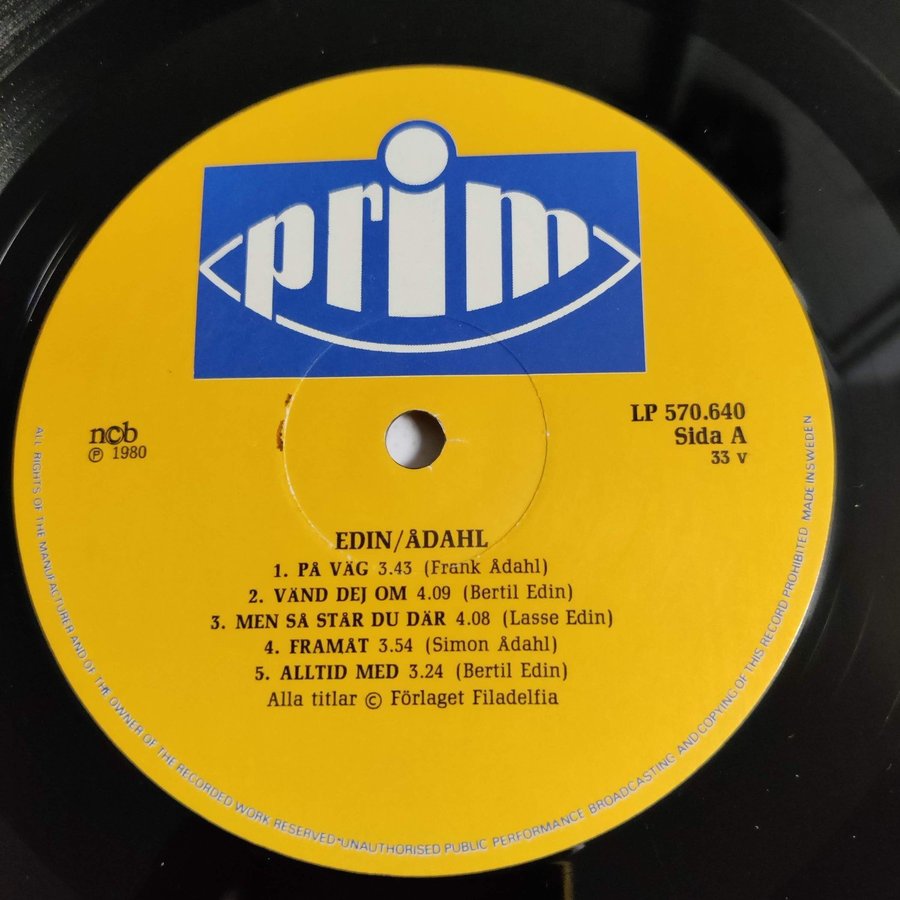 prim
ncb
℗ 1980
LP 570.640
Sida A
33 v
EDIN/ÅDAHL
1. PÅ VÄG 3.43 (Frank Ådahl)
2. VÄND DEJ OM 4.09 (Bertil Edin)
3. MEN SÅ STÅR DU DÄR 4.08 (Lasse Edin)
4. FRAMÅT 3.54 (Simon Ådahl)
5. ALLTID MED 3.24 (Bertil Edin)
Alla titlar © Förlaget Filadelfia
ALL RIGHTS OF THE MANUFACTURER AND OF THE OWNER OF THE RECORDED WORK RESERVED·UNAUTHORISED PUBLIC PERFORMANCE BROADCASTING AND COPYING OF THIS RECORD PROHIBITED MADE IN SWEDEN